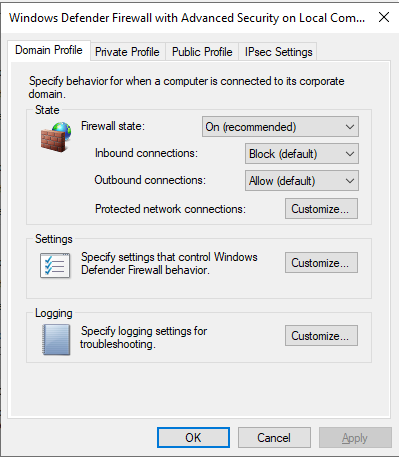 Windows Defender Firewall with Advanced Security on Local Com...
Domain Profile Private Profile Public Profile IPsec Settings
Specify behavior for when a computer is connected to its corporate
domain.
State
Firewall state: On (recommended)
Inbound connections: Block (default)
Outbound connections: Allow (default)
Protected network connections: Customize...
Settings
Specify settings that control Windows
Defender Firewall behavior.
Customize...
Logging
Specify logging settings for
troubleshooting.
Customize...
OK Cancel Apply